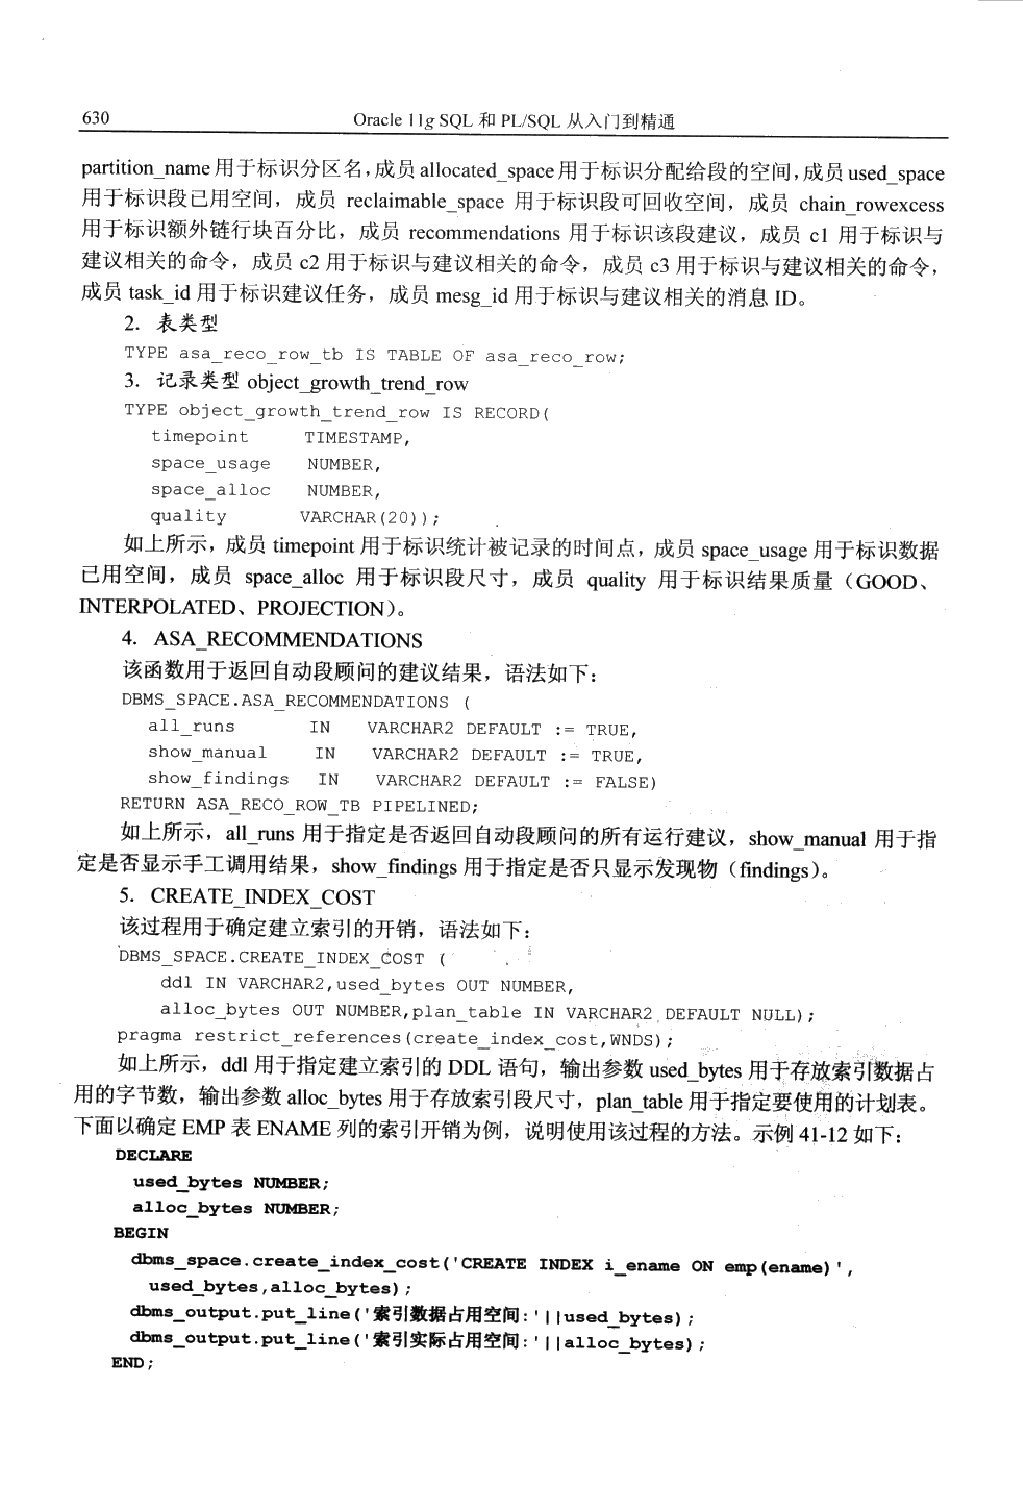 630 Oracle 11g SQL 和 PL/SQL 从入门到精通
partition_name 用于标识分区名,成员 allocated_space 用于标识分配给段的空间,成员 used_space
用于标识段已用空间，成员 reclaimable_space 用于标识段可回收空间，成员 chain_rowexcess
用于标识额外链行块百分比，成员 recommendations 用于标识该段建议，成员 c1 用于标识与
建议相关的命令，成员 c2 用于标识与建议相关的命令，成员 c3 用于标识与建议相关的命令，
成员 task_id 用于标识建议任务，成员 mesg_id 用于标识与建议相关的消息 ID。
2．表类型
TYPE asa_reco_row_tb IS TABLE OF asa_reco_row;
3．记录类型 object_growth_trend_row
TYPE object_growth_trend_row IS RECORD(
timepoint TIMESTAMP,
space_usage NUMBER,
space_alloc NUMBER,
quality VARCHAR(20));
如上所示，成员 timepoint 用于标识统计被记录的时间点，成员 space_usage 用于标识数据
已用空间，成员 space_alloc 用于标识段尺寸，成员 quality 用于标识结果质量（GOOD、
INTERPOLATED、PROJECTION）。
4．ASA_RECOMMENDATIONS
该函数用于返回自动段顾问的建议结果，语法如下：
DBMS_SPACE.ASA_RECOMMENDATIONS (
all_runs IN VARCHAR2 DEFAULT := TRUE,
show_manual IN VARCHAR2 DEFAULT := TRUE,
show_findings IN VARCHAR2 DEFAULT := FALSE)
RETURN ASA_RECO_ROW_TB PIPELINED;
如上所示，all_runs 用于指定是否返回自动段顾问的所有运行建议，show_manual 用于指
定是否显示手工调用结果，show_findings 用于指定是否只显示发现物（findings）。
5．CREATE_INDEX_COST
该过程用于确定建立索引的开销，语法如下：
DBMS_SPACE.CREATE_INDEX_COST (
ddl IN VARCHAR2,used_bytes OUT NUMBER,
alloc_bytes OUT NUMBER,plan_table IN VARCHAR2 DEFAULT NULL);
pragma restrict_references(create_index_cost,WNDS);
如上所示，ddl 用于指定建立索引的 DDL 语句，输出参数 used_bytes 用于存放索引数据占
用的字节数，输出参数 alloc_bytes 用于存放索引段尺寸，plan_table 用于指定要使用的计划表。
下面以确定 EMP 表 ENAME 列的索引开销为例，说明使用该过程的方法。示例 41-12 如下：
DECLARE
used_bytes NUMBER;
alloc_bytes NUMBER;
BEGIN
dbms_space.create_index_cost('CREATE INDEX i_ename ON emp(ename)',
used_bytes,alloc_bytes);
dbms_output.put_line('索引数据占用空间:'||used_bytes);
dbms_output.put_line('索引实际占用空间:'||alloc_bytes);
END;